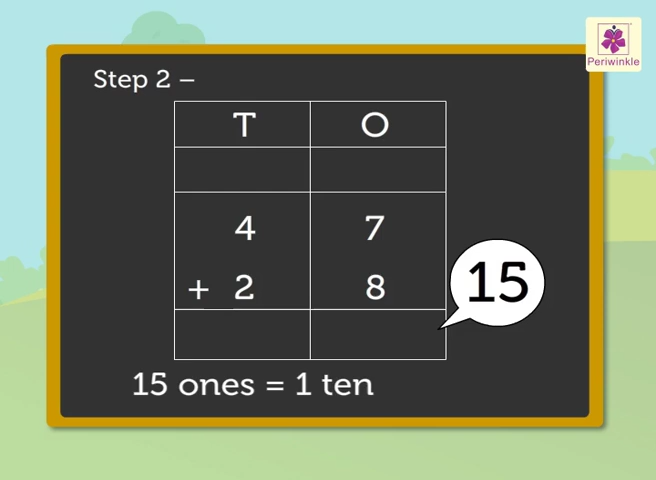 Periwinkle
Step 2 –
T O
4 7
+ 2 8
15
15 ones = 1 ten